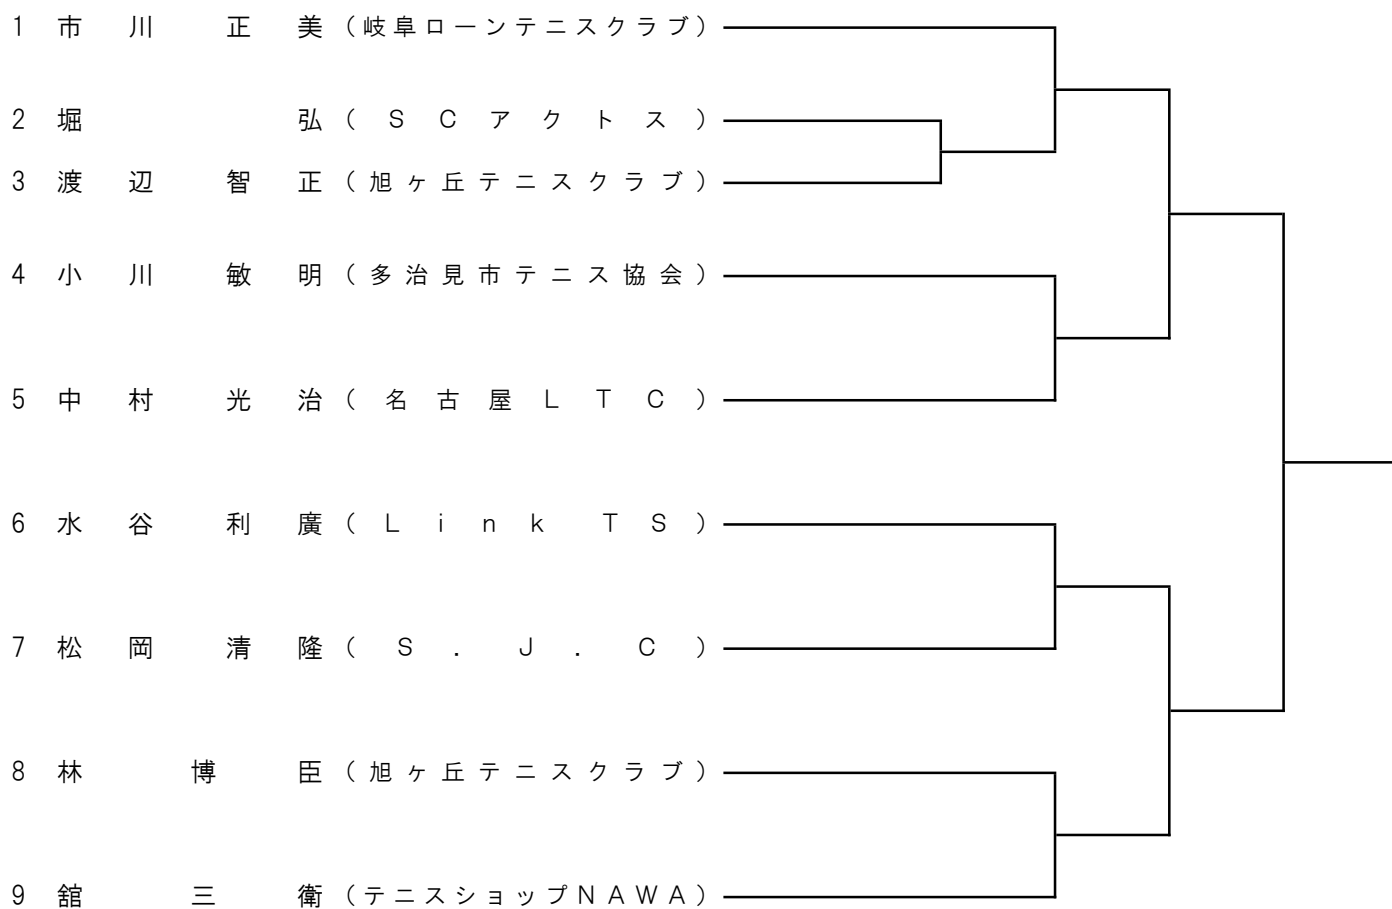 1 市川 正美 (岐阜ローンテニスクラブ)
2 堀 弘 (SCアクトス)
3 渡辺 智正 (旭ヶ丘テニスクラブ)
4 小川 敏明 (多治見市テニス協会)
5 中村 光治 (名古屋LTC)
6 水谷 利廣 (Link TS)
7 松岡 清隆 (S.J.C)
8 林 博臣 (旭ヶ丘テニスクラブ)
9 舘 三衛 (テニスショップNAWA)